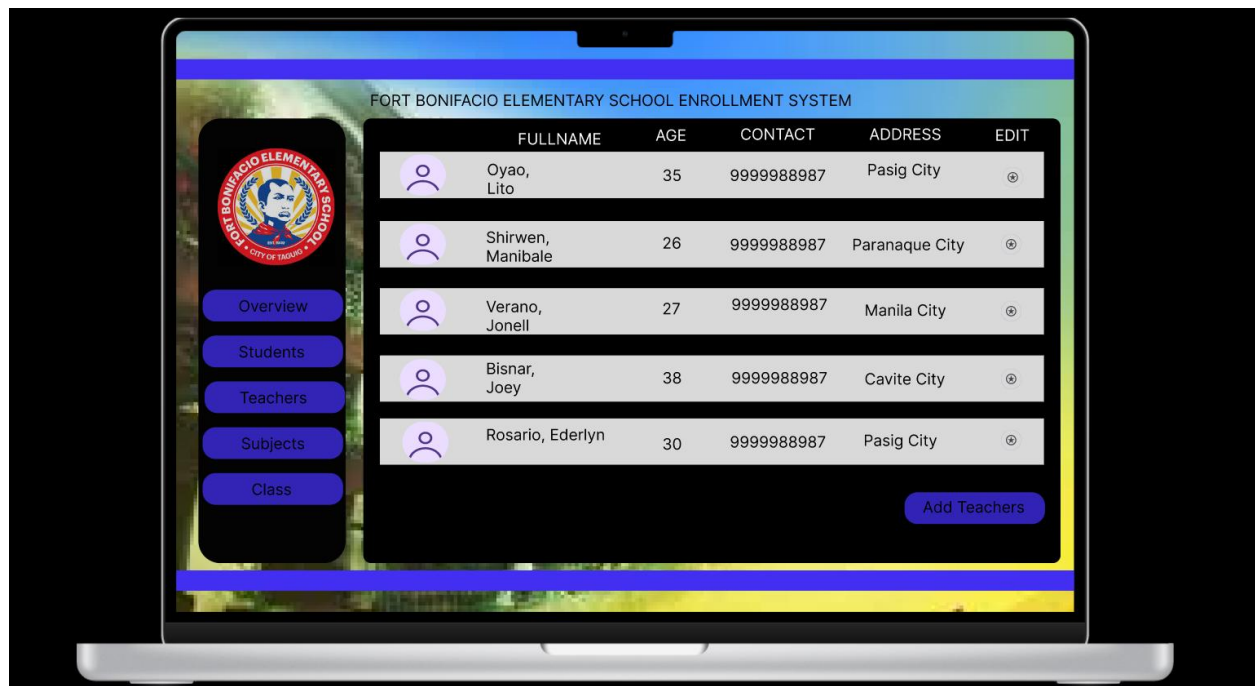 FORT BONIFACIO ELEMENTARY SCHOOL ENROLLMENT SYSTEM
FORT BONIFACIO ELEMENTARY SCHOOL
CITY OF TAGUIG
Overview
Students
Teachers
Subjects
Class
FULLNAME AGE CONTACT ADDRESS EDIT
Oyao,
Lito 35 9999988987 Pasig City
Shirwen,
Manibale 26 9999988987 Paranaque City
Verano,
Jonell 27 9999988987 Manila City
Bisnar,
Joey 38 9999988987 Cavite City
Rosario, Ederlyn 30 9999988987 Pasig City
Add Teachers